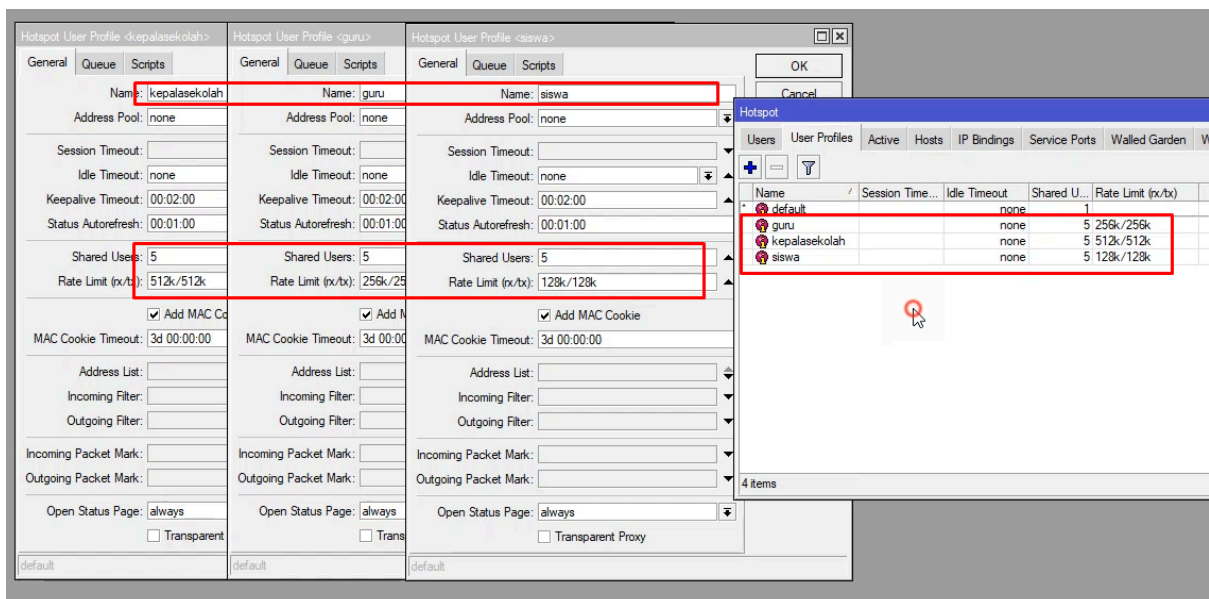 Hotspot User Profile <kepalasekolah>
General Queue Scripts
Name: kepalasekolah
Address Pool: none
Session Timeout:
Idle Timeout: none
Keepalive Timeout: 00:02:00
Status Autorefresh: 00:01:00
Shared Users: 5
Rate Limit (rx/tx): 512k/512k
Add MAC Co
MAC Cookie Timeout: 3d 00:00:00
Address List:
Incoming Filter:
Outgoing Filter:
Incoming Packet Mark:
Outgoing Packet Mark:
Open Status Page: always
Transparent
default
Hotspot User Profile <guru>
General Queue Scripts
Name: guru
Address Pool: none
Session Timeout:
Idle Timeout: none
Keepalive Timeout: 00:02:00
Status Autorefresh: 00:01:00
Shared Users: 5
Rate Limit (rx/tx): 256k/25
Add M
MAC Cookie Timeout: 3d 00:00
Address List:
Incoming Filter:
Outgoing Filter:
Incoming Packet Mark:
Outgoing Packet Mark:
Open Status Page: always
Trans
default
Hotspot User Profile <siswa>
General Queue Scripts
Name: siswa
Address Pool: none
Session Timeout:
Idle Timeout: none
Keepalive Timeout: 00:02:00
Status Autorefresh: 00:01:00
Shared Users: 5
Rate Limit (rx/tx): 128k/128k
Add MAC Cookie
MAC Cookie Timeout: 3d 00:00:00
Address List:
Incoming Filter:
Outgoing Filter:
Incoming Packet Mark:
Outgoing Packet Mark:
Open Status Page: always
Transparent Proxy
default
OK
Cancel
Hotspot
Users User Profiles Active Hosts IP Bindings Service Ports Walled Garden W
Name / Session Time... Idle Timeout Shared U... Rate Limit (rx/tx)
* default none 1
guru none 5 256k/256k
kepalasekolah none 5 512k/512k
siswa none 5 128k/128k
4 items